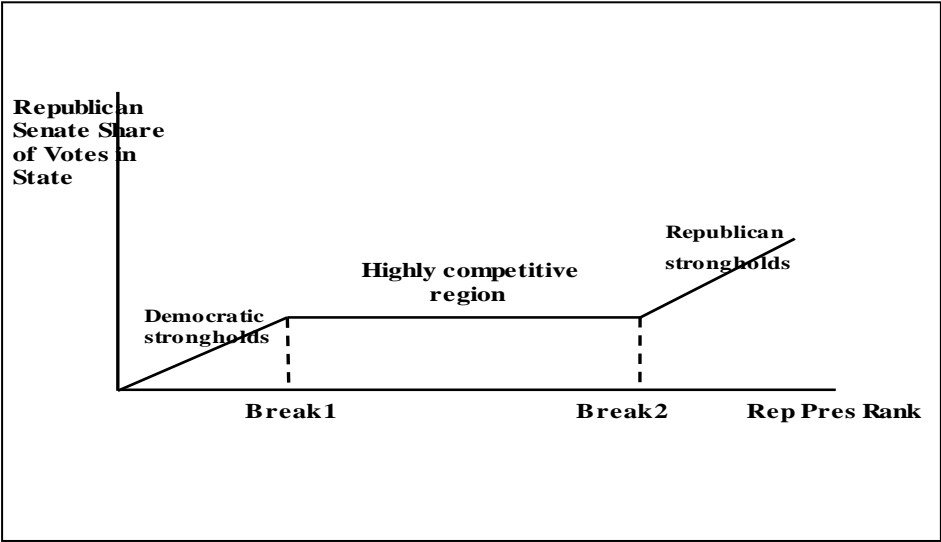 Republican
Senate Share
of Votes in
State
Republican
strongholds
Highly competitive
region
Democratic
strongholds
Break1
Break2
Rep Pres Rank